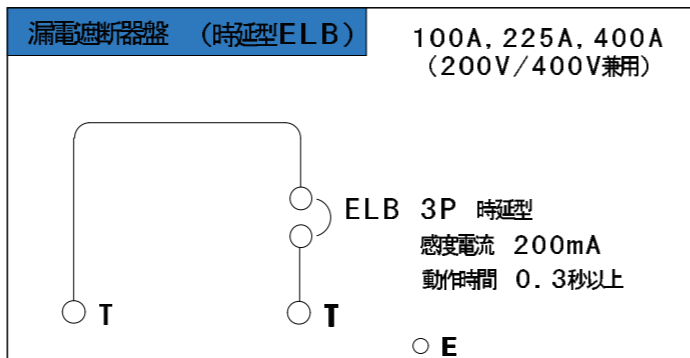 漏電遮断器盤 (時延型ELB)
100A, 225A, 400A
(200V/400V兼用)
ELB 3P 時延型
感度電流 200mA
動作時間 0.3秒以上
T
T
E